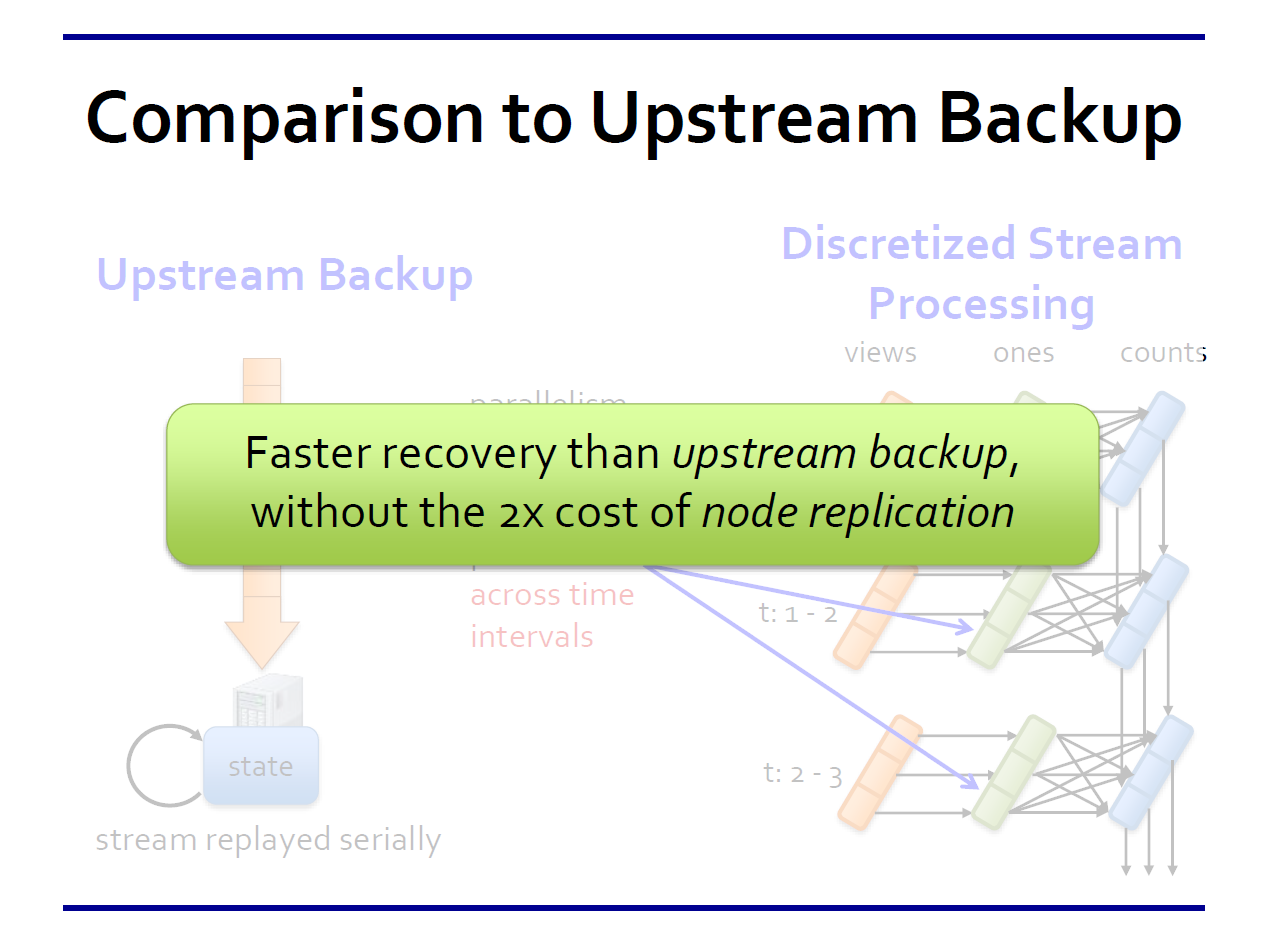 Comparison to Upstream Backup
Upstream Backup
Discretized Stream
Processing
views ones counts
parallelism
Faster recovery than upstream backup,
without the 2x cost of node replication
across time
intervals
t: 1 - 2
t: 2 - 3
state
stream replayed serially